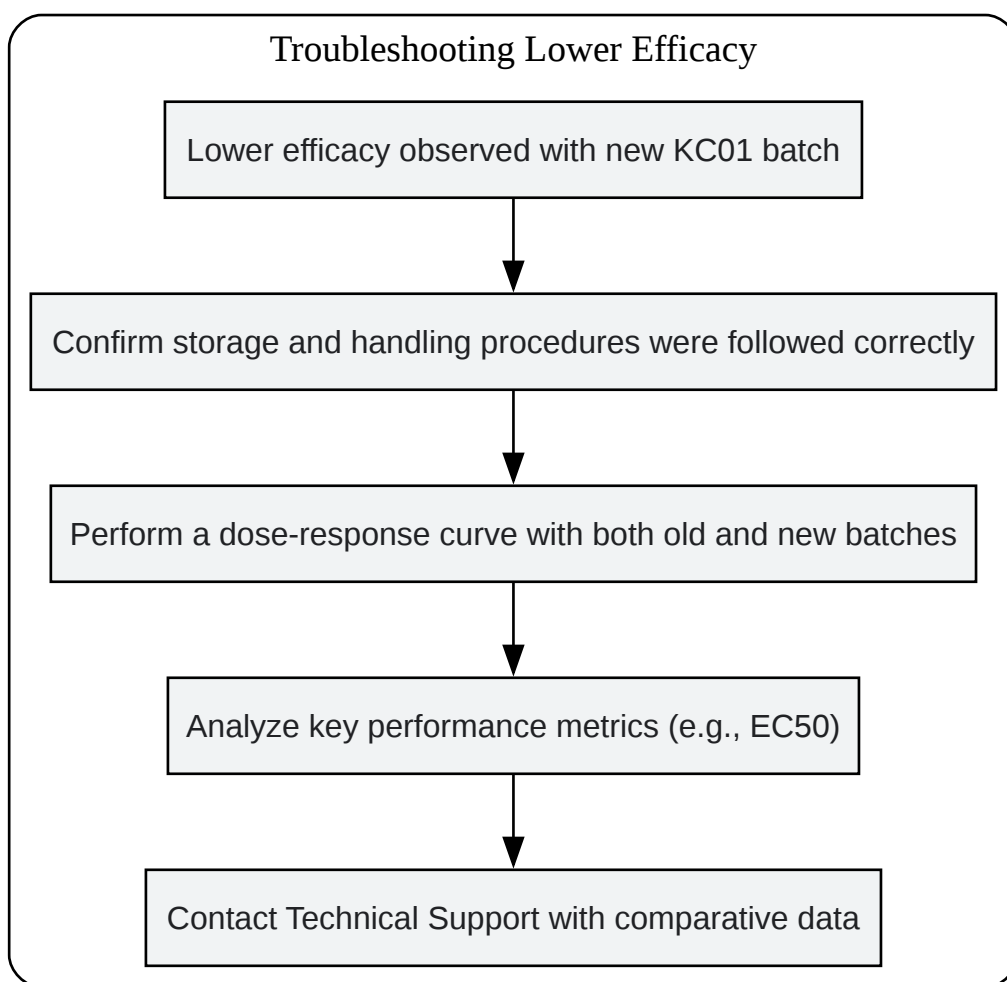 Troubleshooting Lower Efficacy
Lower efficacy observed with new KC01 batch
Confirm storage and handling procedures were followed correctly
Perform a dose-response curve with both old and new batches
Analyze key performance metrics (e.g., EC50)
Contact Technical Support with comparative data